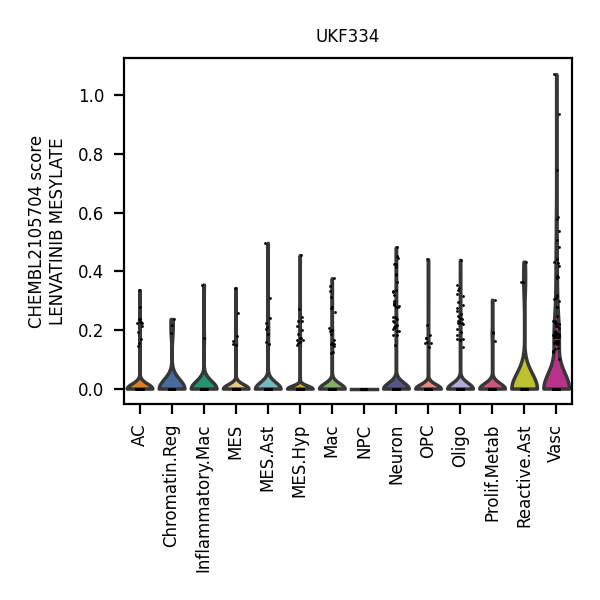 UKF334
CHEMBL2105704 score
LENVATINIB MESYLATE
1.0
0.8
0.6
0.4
0.2
0.0
AC
Chromatin.Reg
Inflammatory.Mac
MES
MES.Ast
MES.Hyp
Mac
NPC
Neuron
OPC
Oligo
Prolif.Metab
Reactive.Ast
Vasc